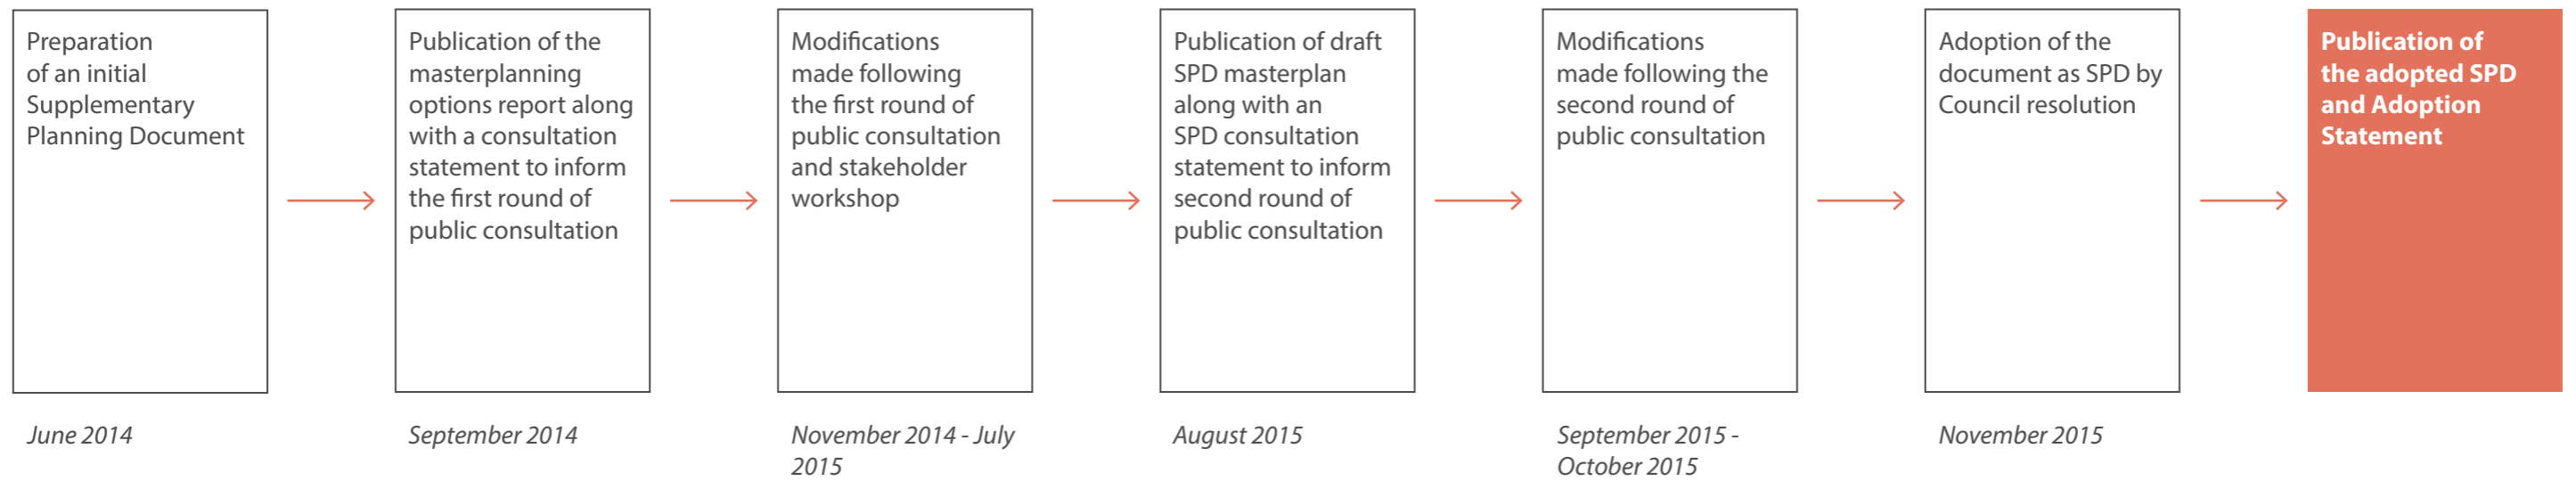 Preparation
of an initial
Supplementary
Planning Document
June 2014
Publication of the
masterplanning
options report along
with a consultation
statement to inform
the first round of
public consultation
September 2014
Modifications
made following
the first round of
public consultation
and stakeholder
workshop
November 2014 - July
2015
Publication of draft
SPD masterplan
along with an
SPD consultation
statement to inform
second round of
public consultation
August 2015
Modifications
made following the
second round of
public consultation
September 2015 -
October 2015
Adoption of the
document as SPD by
Council resolution
November 2015
Publication of
the adopted SPD
and Adoption
Statement